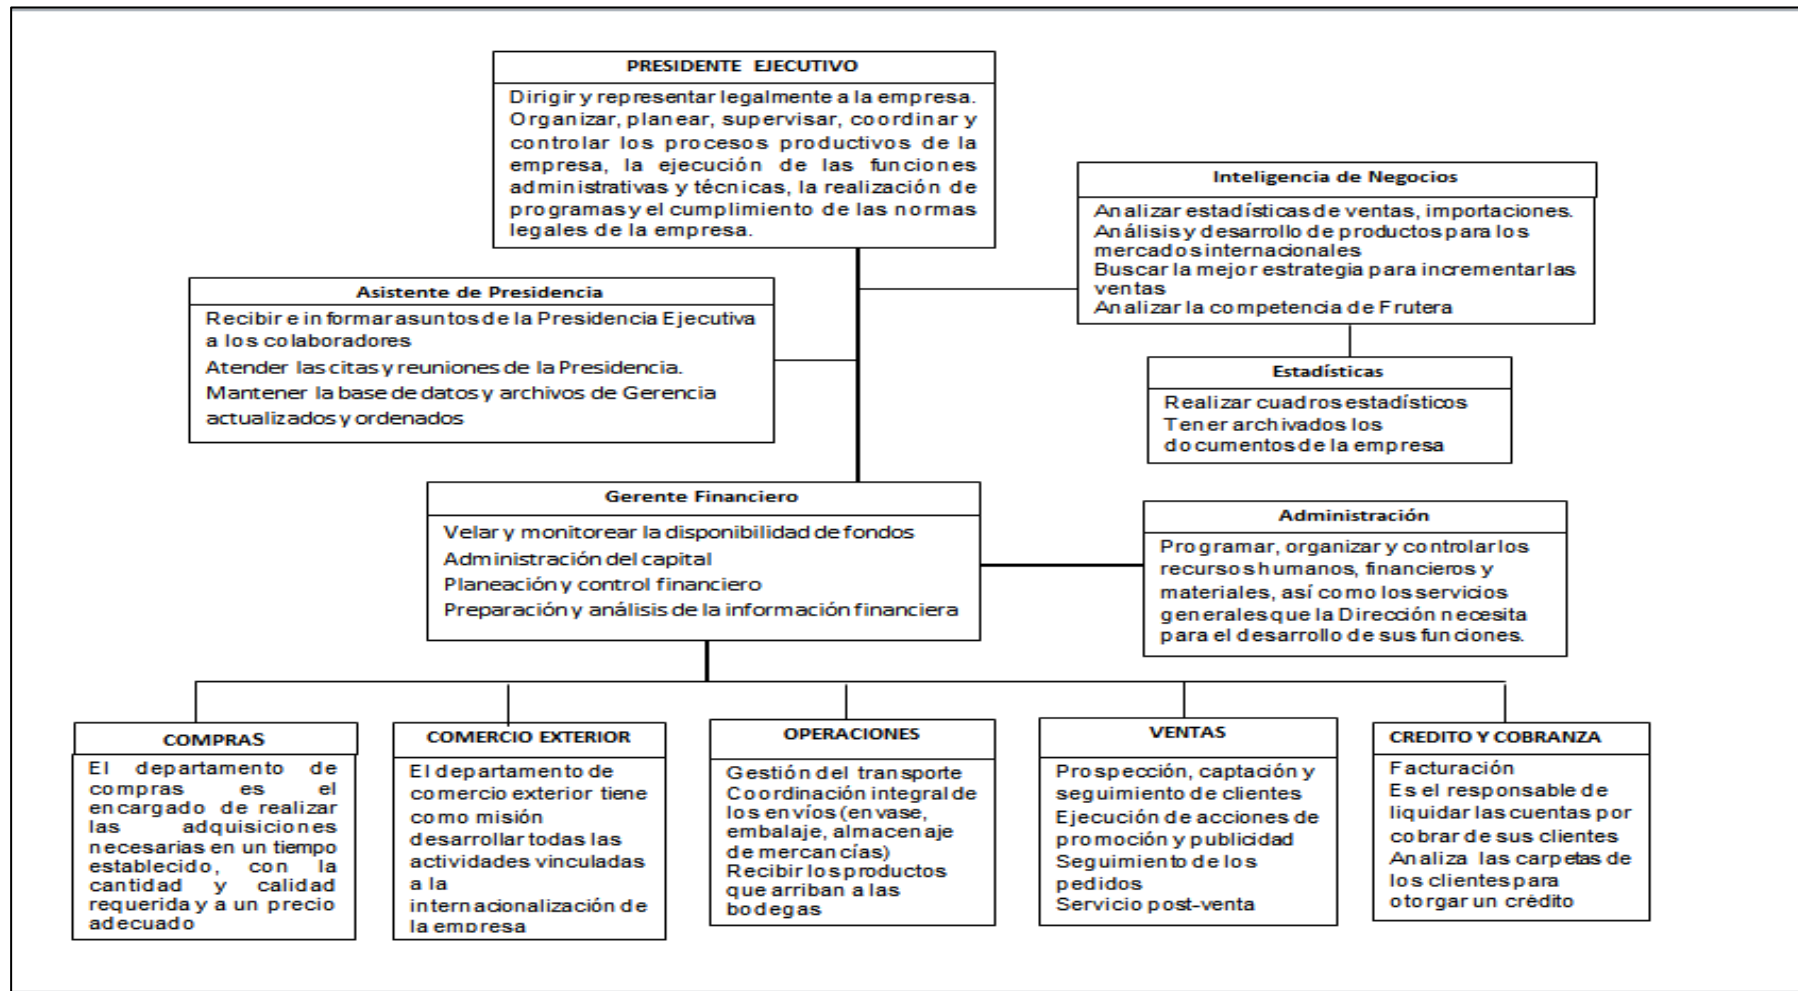 PRESIDENTE EJECUTIVO
Dirigir y representar legalmente a la empresa.
Organizar, planear, supervisar, coordinar y
controlar los procesos productivos de la
empresa, la ejecución de las funciones
administrativas y técnicas, la realización de
programas y el cumplimiento de las normas
legales de la empresa.
Inteligencia de Negocios
Analizar estadísticas de ventas, importaciones.
Análisis y desarrollo de productos para los
mercados internacionales
Buscar la mejor estrategia para incrementar las
ventas
Analizar la competencia de Frutera
Asistente de Presidencia
Recibir e informar asuntos de la Presidencia Ejecutiva
a los colaboradores
Atender las citas y reuniones de la Presidencia.
Mantener la base de datos y archivos de Gerencia
actualizados y ordenados
Estadísticas
Realizar cuadros estadísticos
Tener archivados los
documentos de la empresa
Gerente Financiero
Velar y monitorear la disponibilidad de fondos
Administración del capital
Planeación y control financiero
Preparación y análisis de la información financiera
Administración
Programar, organizar y controlar los
recursos humanos, financieros y
materiales, así como los servicios
generales que la Dirección necesita
para el desarrollo de sus funciones.
COMPRAS
El departamento de
compras es el
encargado de realizar
las adquisiciones
necesarias en un tiempo
establecido, con la
cantidad y calidad
requerida y a un precio
adecuado
COMERCIO EXTERIOR
El departamento de
comercio exterior tiene
como misión
desarrollar todas las
actividades vinculadas
a la
internacionalización de
la empresa
OPERACIONES
Gestión del transporte
Coordinación integral de
los envíos (envase,
embalaje, almacenaje
de mercancías)
Recibir los productos
que arriban a las
bodegas
VENTAS
Prospección, captación y
seguimiento de clientes
Ejecución de acciones de
promoción y publicidad
Seguimiento de los
pedidos
Servicio post-venta
CREDITO Y COBRANZA
Facturación
Es el responsable de
liquidar las cuentas por
cobrar de sus clientes
Analiza las carpetas de
los clientes para
otorgar un crédito